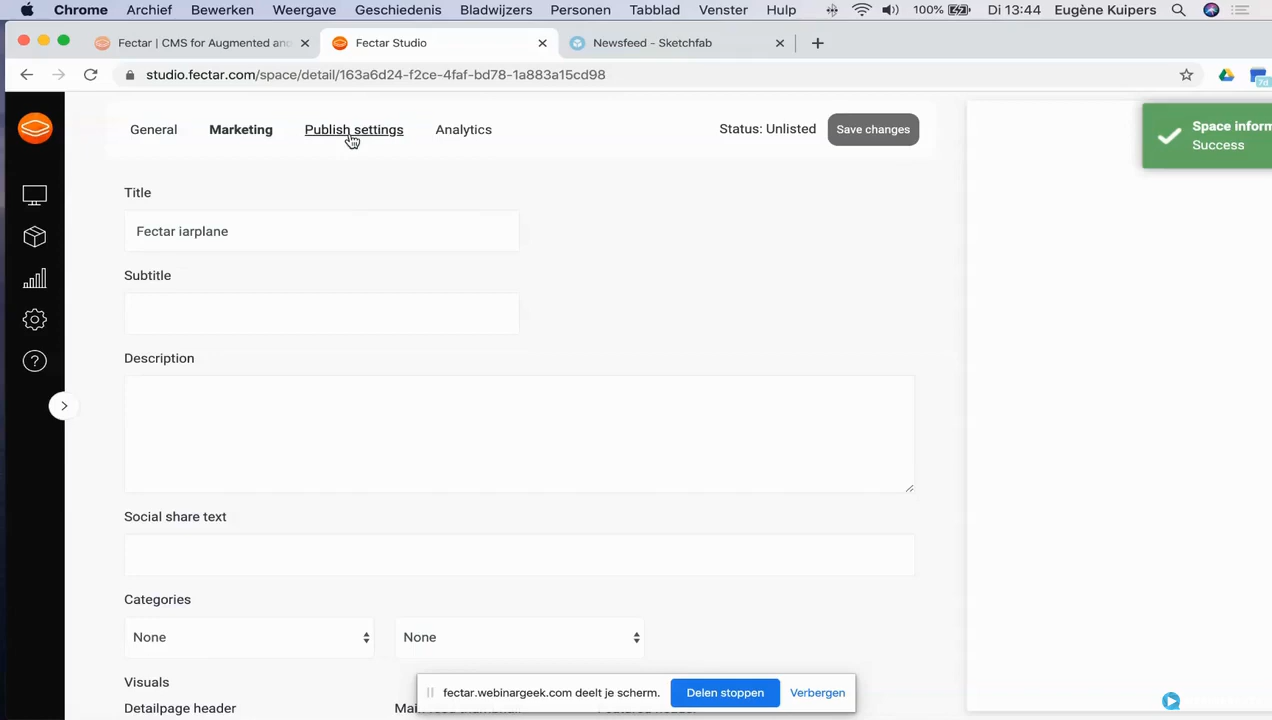 Chrome Archief Bewerken Weergave Geschiedenis Bladwijzers Personen Tabblad Venster Hulp 100% Di 13:44 Eugène Kuipers
Fectar | CMS for Augmented an
Fectar Studio
Newsfeed - Sketchfab
studio.fectar.com/space/detail/163a6d24-f2ce-4faf-bd78-1a883a15cd98
7d
General Marketing Publish settings Analytics Status: Unlisted Save changes
Space inform
Success
Title
Fectar iarplane
Subtitle
Description
Social share text
Categories
None None
Visuals
fectar.webinargeek.com deelt je scherm. Delen stoppen Verbergen
Detailpage header